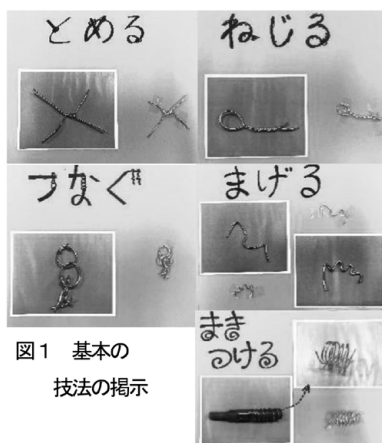 とめる
ねじる
つなぐ
まげる
まき
つける
図1　基本の
技法の掲示